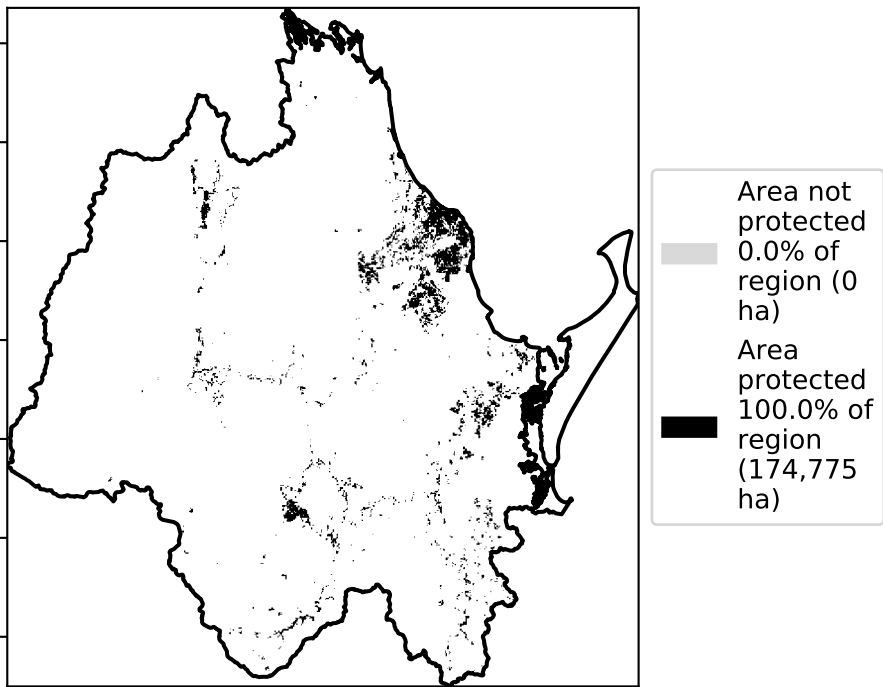 Area not
protected
0.0% of
region (0
ha)
Area
protected
100.0% of
region
(174,775
ha)